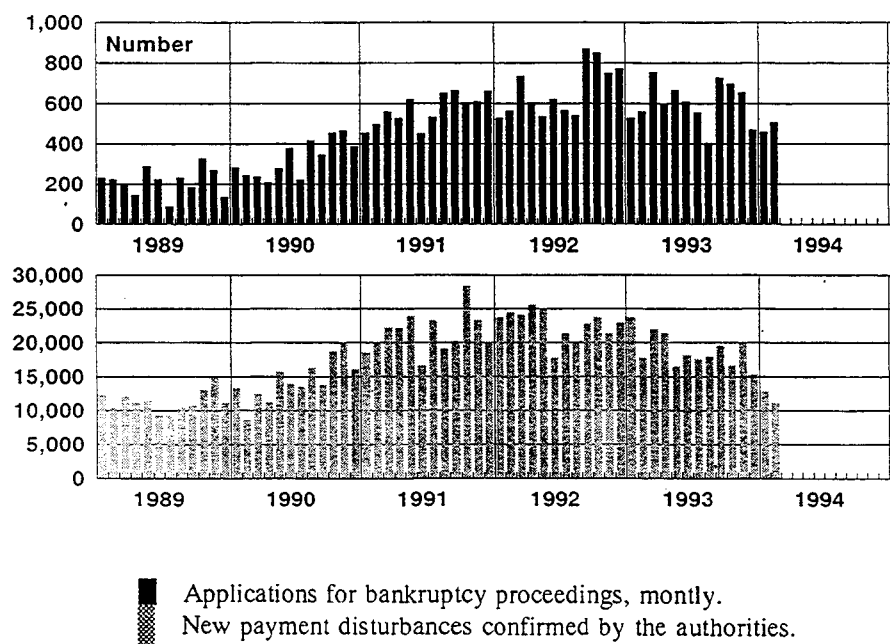 1,000
Number
800
600
400
200
0
1989 1990 1991 1992 1993 1994
30,000
25,000
20,000
15,000
10,000
5,000
0
1989 1990 1991 1992 1993 1994
Applications for bankruptcy proceedings, montly.
New payment disturbances confirmed by the authorities.